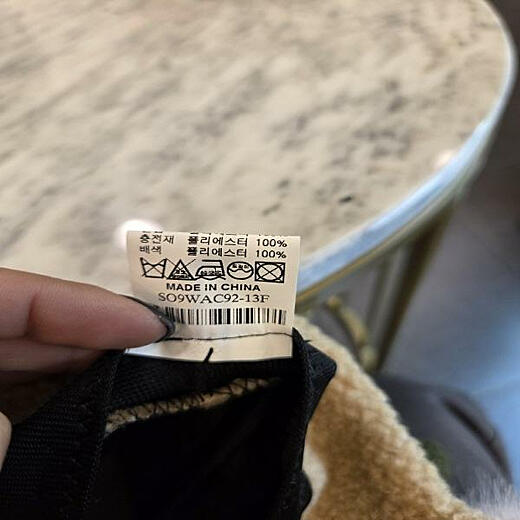 충전재 폴리에스터 100%
배색 폴리에스터 100%
MADE IN CHINA
SO9WAC92-13F